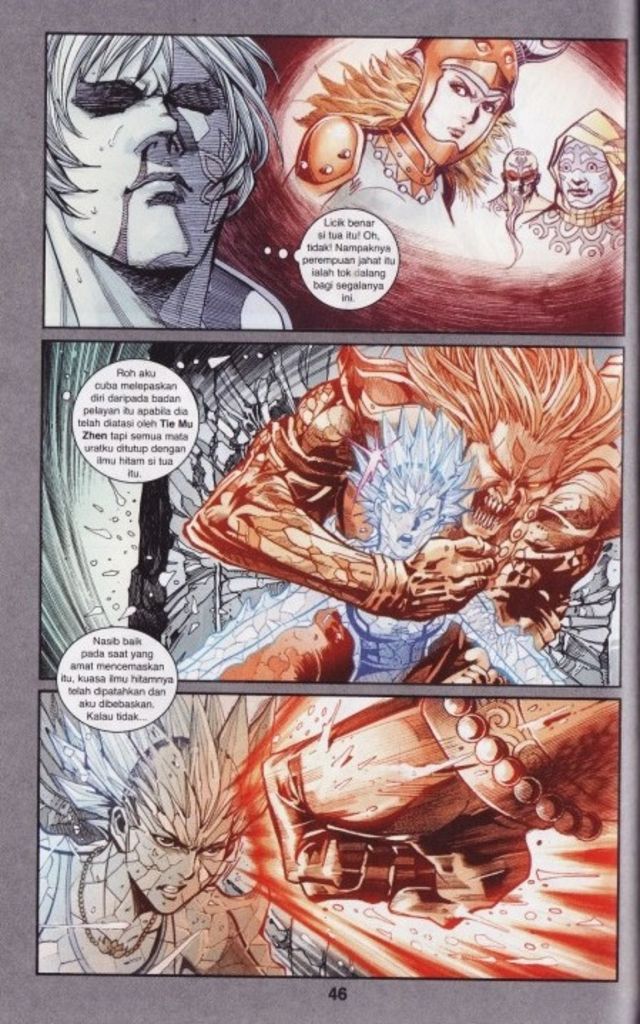 Licik benar
si tua itu! Oh,
tidak! Nampaknya
perempuan jahat itu
ialah tok dalang
bagi segalanya
ini.
Roh aku
cuba melepaskan
diri daripada badan
pelayan itu apabila dia
telah diatasi oleh Tie Mu
Zhen tapi semua mata
uratku ditutup dengan
ilmu hitam si tua
itu.
Nasib baik
pada saat yang
amat mencemaskan
itu, kuasa ilmu hitamnya
telah dipatahkan dan
aku dibebaskan.
Kalau tidak...
46